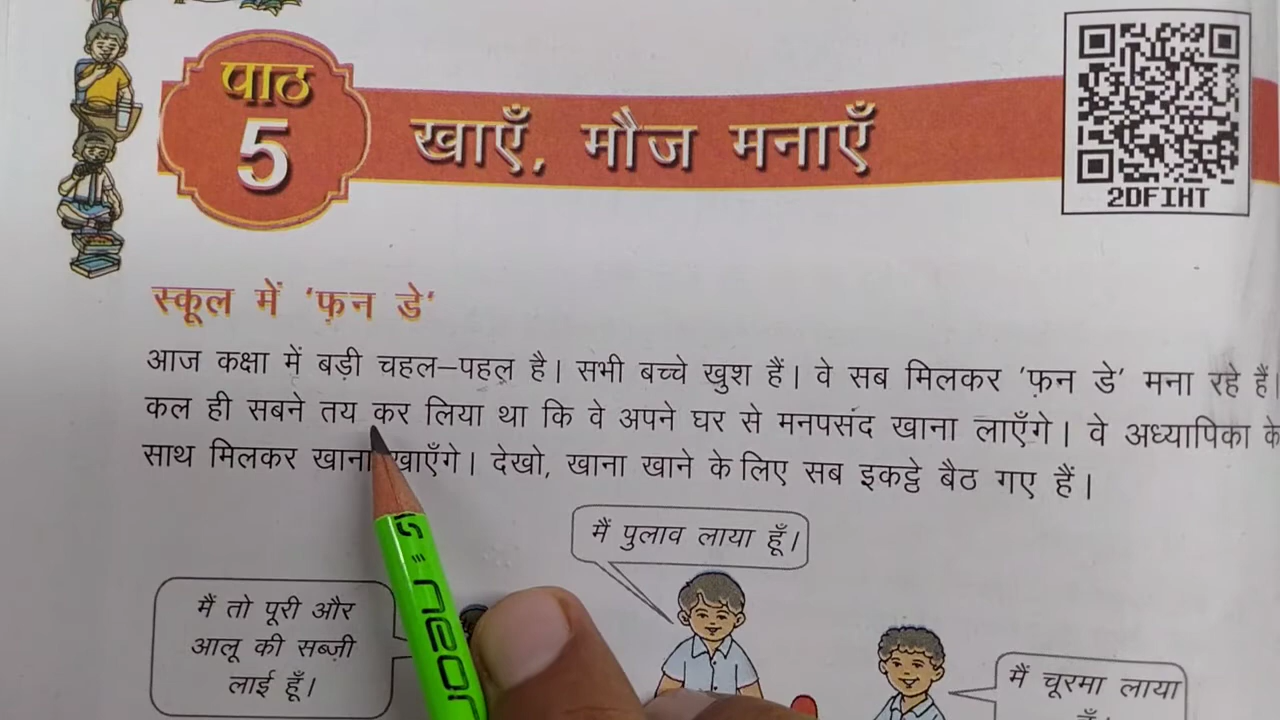 पाठ
5
खाएँ, मौज मनाएँ
2DFIHT
स्कूल में 'फ़न डे'
आज कक्षा में बड़ी चहल–पहल है। सभी बच्चे खुश हैं। वे सब मिलकर 'फ़न डे' मना रहे हैं।
कल ही सबने तय कर लिया था कि वे अपने घर से मनपसंद खाना लाएँगे। वे अध्यापिका के
साथ मिलकर खाना खाएँगे। देखो, खाना खाने के लिए सब इकट्ठे बैठ गए हैं।
मैं पुलाव लाया हूँ।
मैं तो पूरी और
आलू की सब्ज़ी
लाई हूँ।
मैं चूरमा लाया
neon